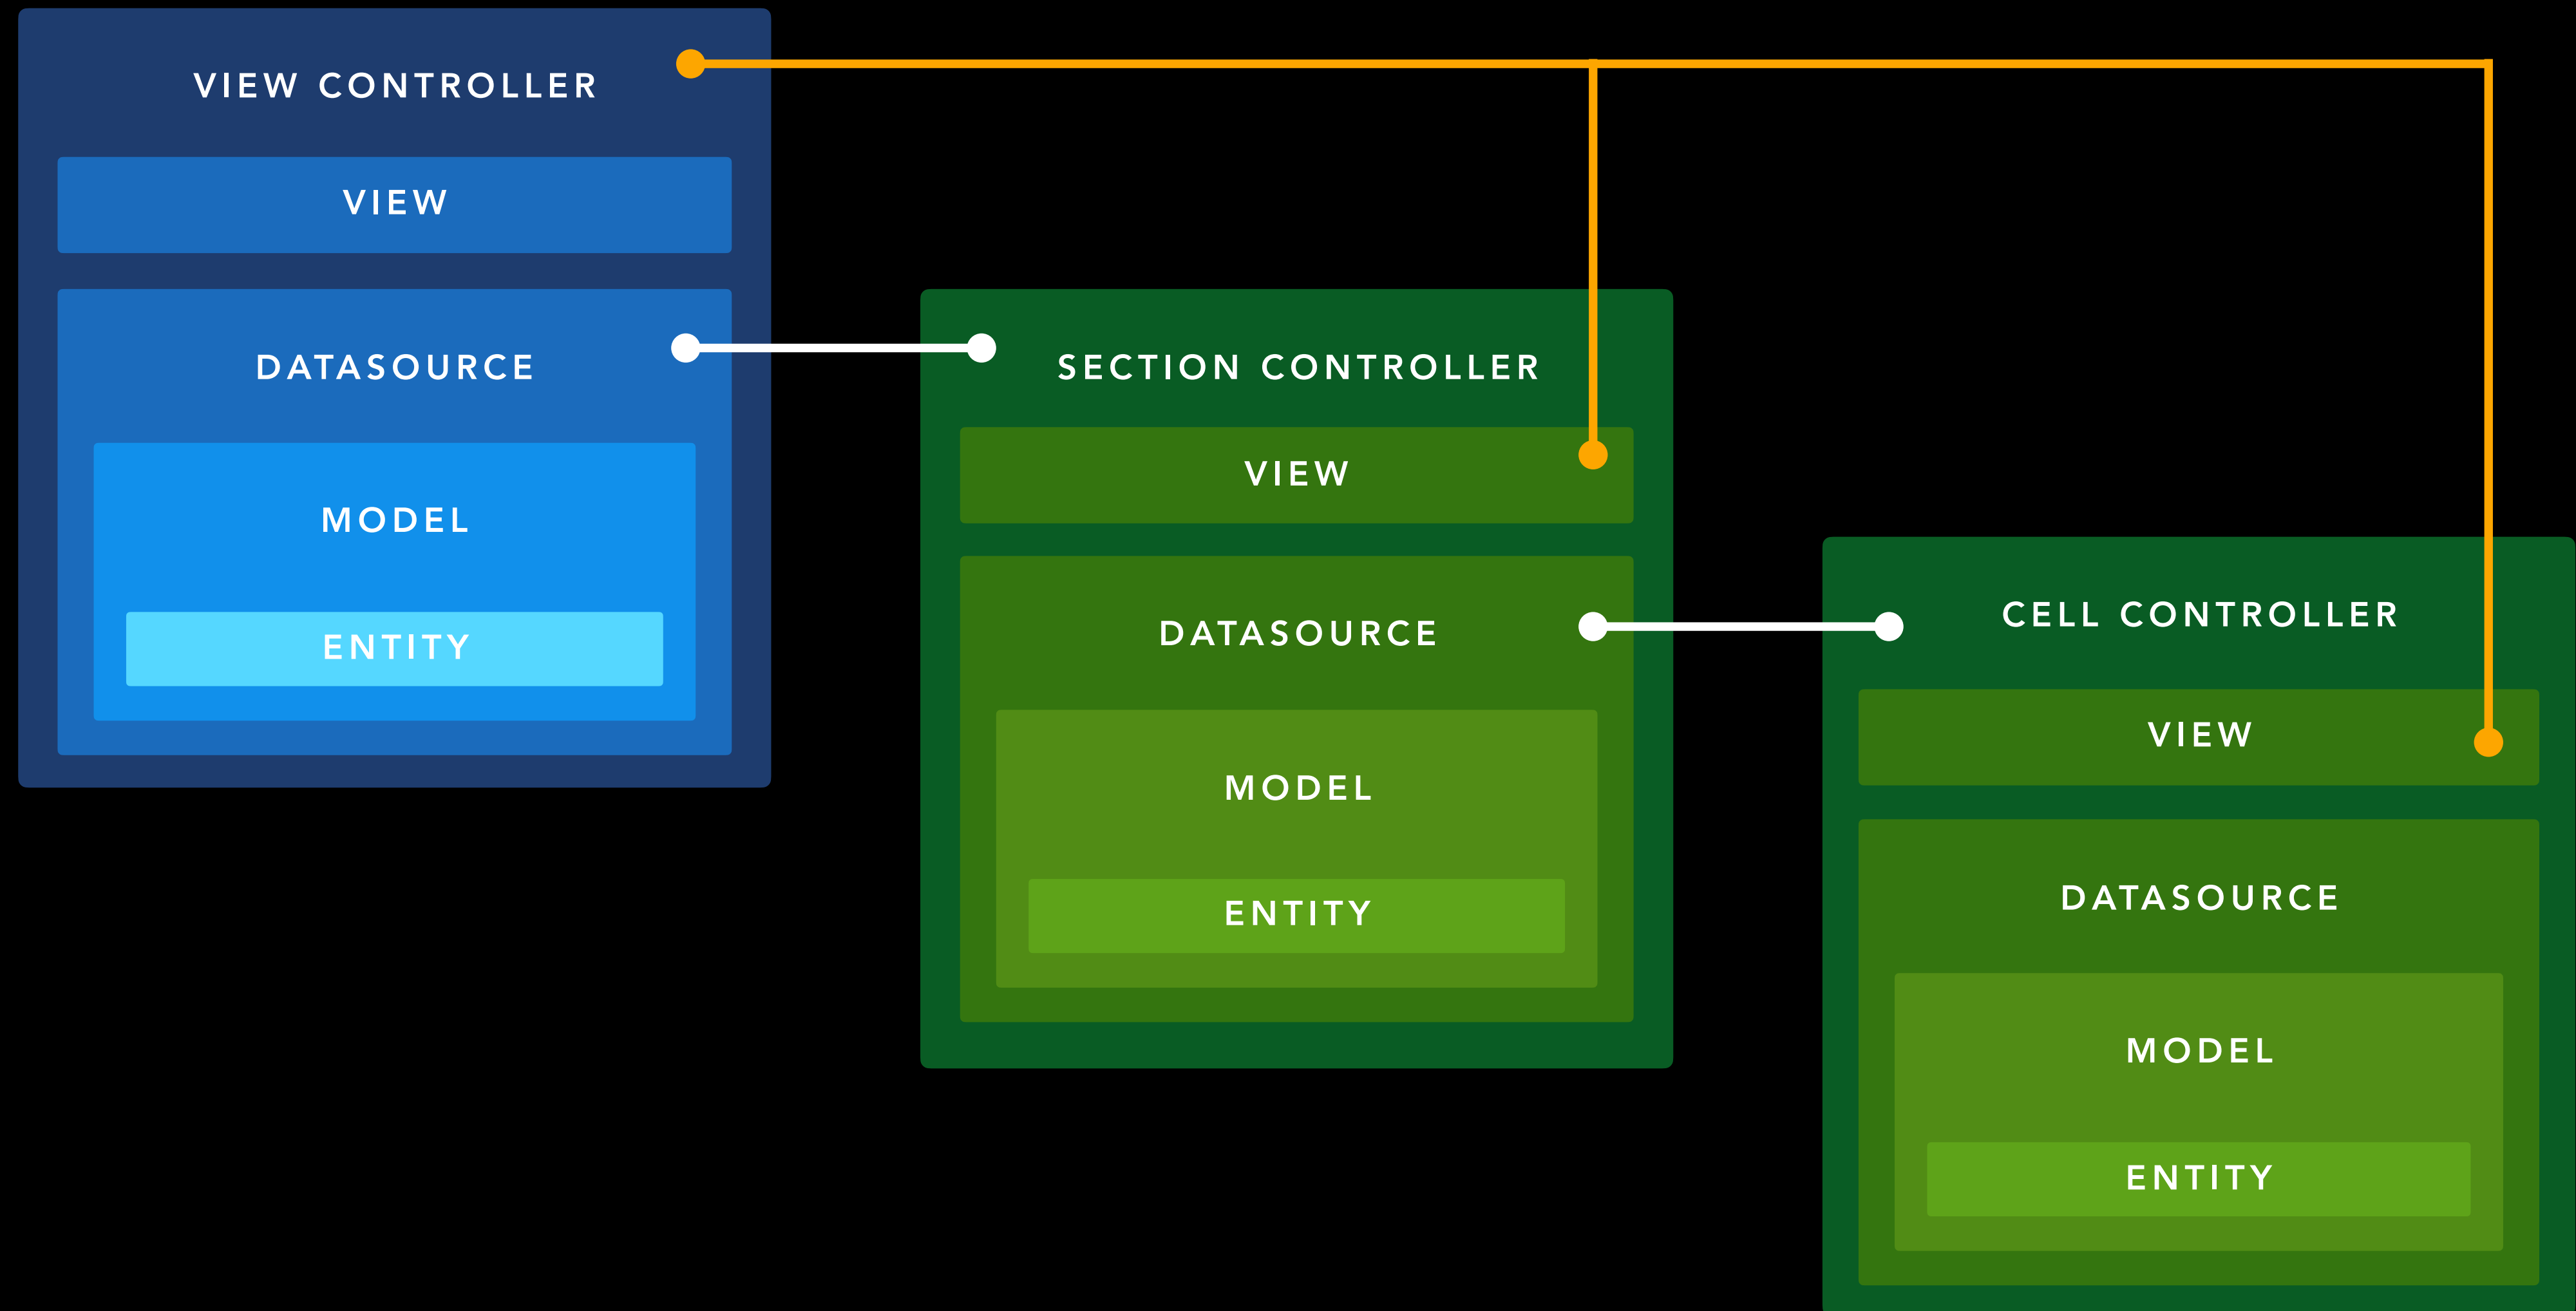 VIEW CONTROLLER
VIEW
DATASOURCE
MODEL
ENTITY
SECTION CONTROLLER
VIEW
DATASOURCE
MODEL
ENTITY
CELL CONTROLLER
VIEW
DATASOURCE
MODEL
ENTITY